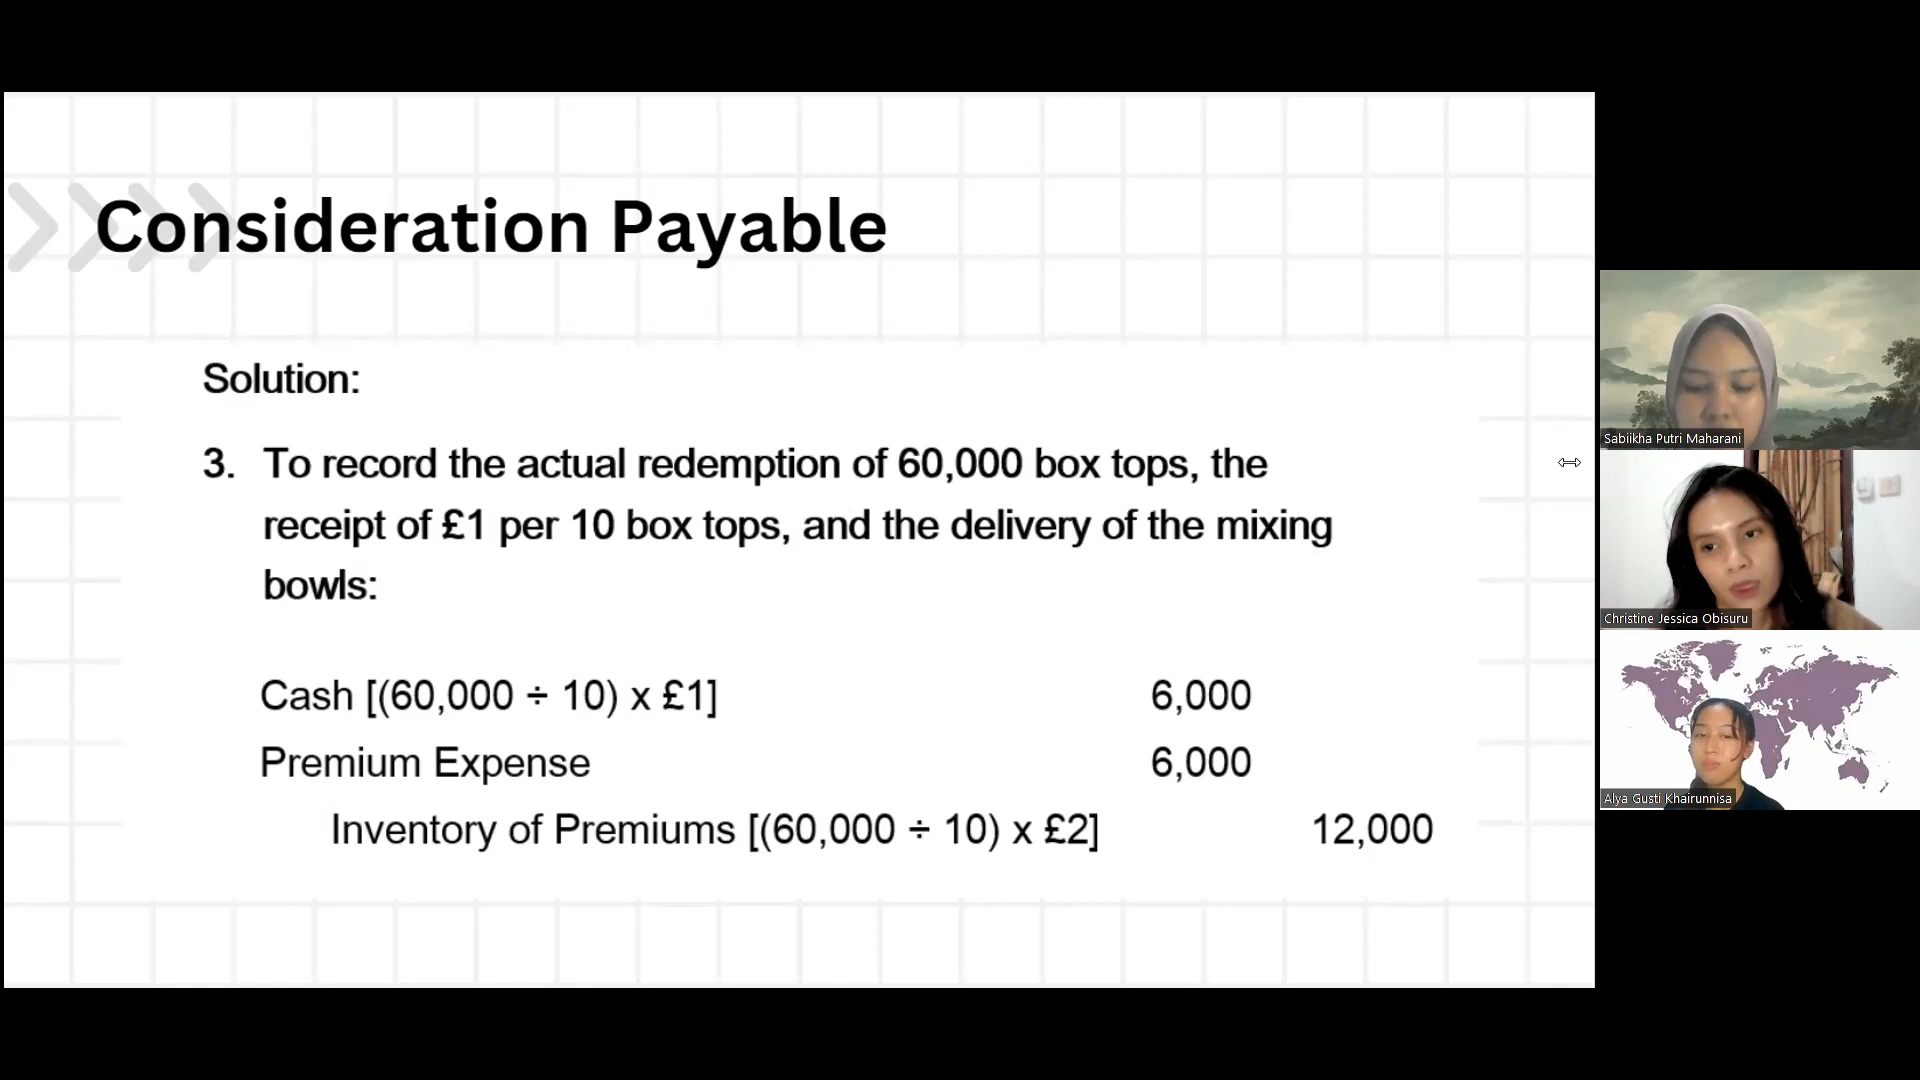 Consideration Payable
Solution:
3. To record the actual redemption of 60,000 box tops, the
receipt of £1 per 10 box tops, and the delivery of the mixing
bowls:
Cash [(60,000 ÷ 10) x £1] 6,000
Premium Expense 6,000
Inventory of Premiums [(60,000 ÷ 10) x £2] 12,000
Sabiikha Putri Maharani
Christine Jessica Obisuru
Alya Gusti Khairunnisa